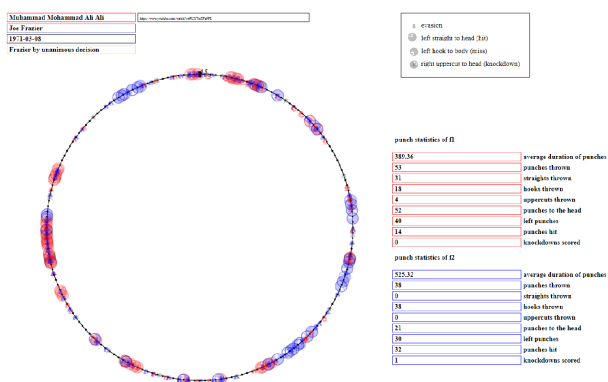 Muhammad Mohammad Ali Ali
Joe Frazier
1971-03-08
Frazier by unanimous decision
evasion
left straight to head (hit)
left hook to body (miss)
right uppercut to head (knockdown)
punch statistics of f1
389.36 average duration of punches
53 punches thrown
31 straights thrown
18 hooks thrown
4 uppercuts thrown
52 punches to the head
40 left punches
14 punches hit
0 knockdowns scored
punch statistics of f2
525.32 average duration of punches
38 punches thrown
0 straights thrown
38 hooks thrown
0 uppercuts thrown
21 punches to the head
30 left punches
32 punches hit
1 knockdowns scored